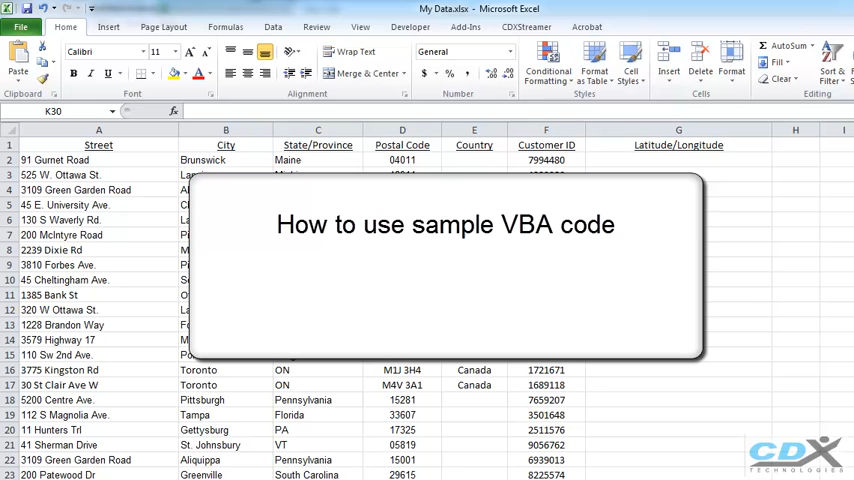 My Data.xlsx - Microsoft Excel
File Home Insert Page Layout Formulas Data Review View Developer Add-Ins CDXStreamer Acrobat
Calibri 11 Wrap Text General AutoSum
Paste Merge & Center $ % , Conditional Formatting Format as Table Cell Styles Insert Delete Format Fill Sort & Filter
B I U A Clear
Clipboard Font Alignment Number Styles Cells
K30 fx
A B C D E F G H I
1 Street City State/Province Postal Code Country Customer ID Latitude/Longitude
2 91 Gurnet Road Brunswick Maine 04011 7994480
3 525 W. Ottawa St.
4 3109 Green Garden Road
5 45 E. University Ave.
6 130 S Waverly Rd.
7 200 McIntyre Road
8 2239 Dixie Rd
9 3810 Forbes Ave.
10 45 Cheltingham Ave.
11 1385 Bank St
12 320 W Ottawa St.
13 1228 Brandon Way
14 3579 Highway 17
15 110 Sw 2nd Ave.
How to use sample VBA code
16 3775 Kingston Rd Toronto ON M1J 3H4 Canada 1721671
17 30 St Clair Ave W Toronto ON M4V 3A1 Canada 1689118
18 5200 Centre Ave. Pittsburgh Pennsylvania 15281 7659207
19 112 S Magnolia Ave. Tampa Florida 33607 3501648
20 11 Hunters Trl Gettysburg PA 17325 2511576
21 41 Sherman Drive St. Johnsbury VT 05819 9056762
22 3109 Green Garden Road Aliquippa Pennsylvania 15001 6939013
23 200 Patewood Dr Greenville South Carolina 29615 8225574
CDX
TECHNOLOGIES